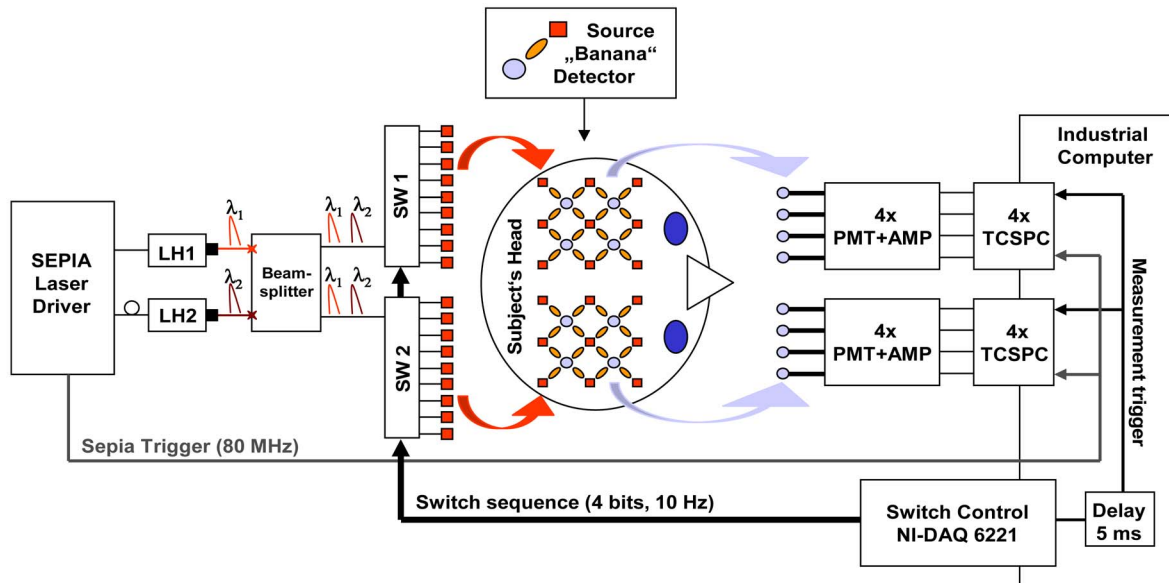 Source
„Banana“
Detector
Industrial
Computer
SEPIA
Laser
Driver
LH1
LH2
λ1
λ2
Beam-
splitter
λ1
λ2
λ1
λ2
SW 1
SW 2
Subject‘s Head
4x
PMT+AMP
4x
TCSPC
4x
PMT+AMP
4x
TCSPC
Measurement trigger
Sepia Trigger (80 MHz)
Switch sequence (4 bits, 10 Hz)
Switch Control
NI-DAQ 6221
Delay
5 ms